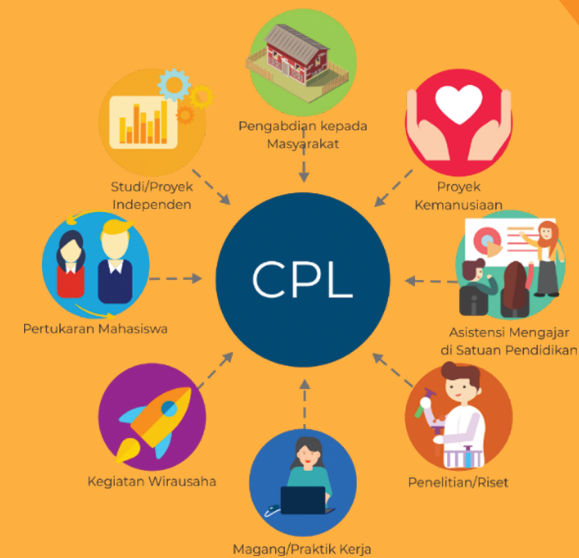 Pengabdian kepada
Masyarakat
Studi/Proyek
Independen
Proyek
Kemanusiaan
CPL
Pertukaran Mahasiswa
Asistensi Mengajar
di Satuan Pendidikan
Kegiatan Wirausaha
Penelitian/Riset
Magang/Praktik Kerja